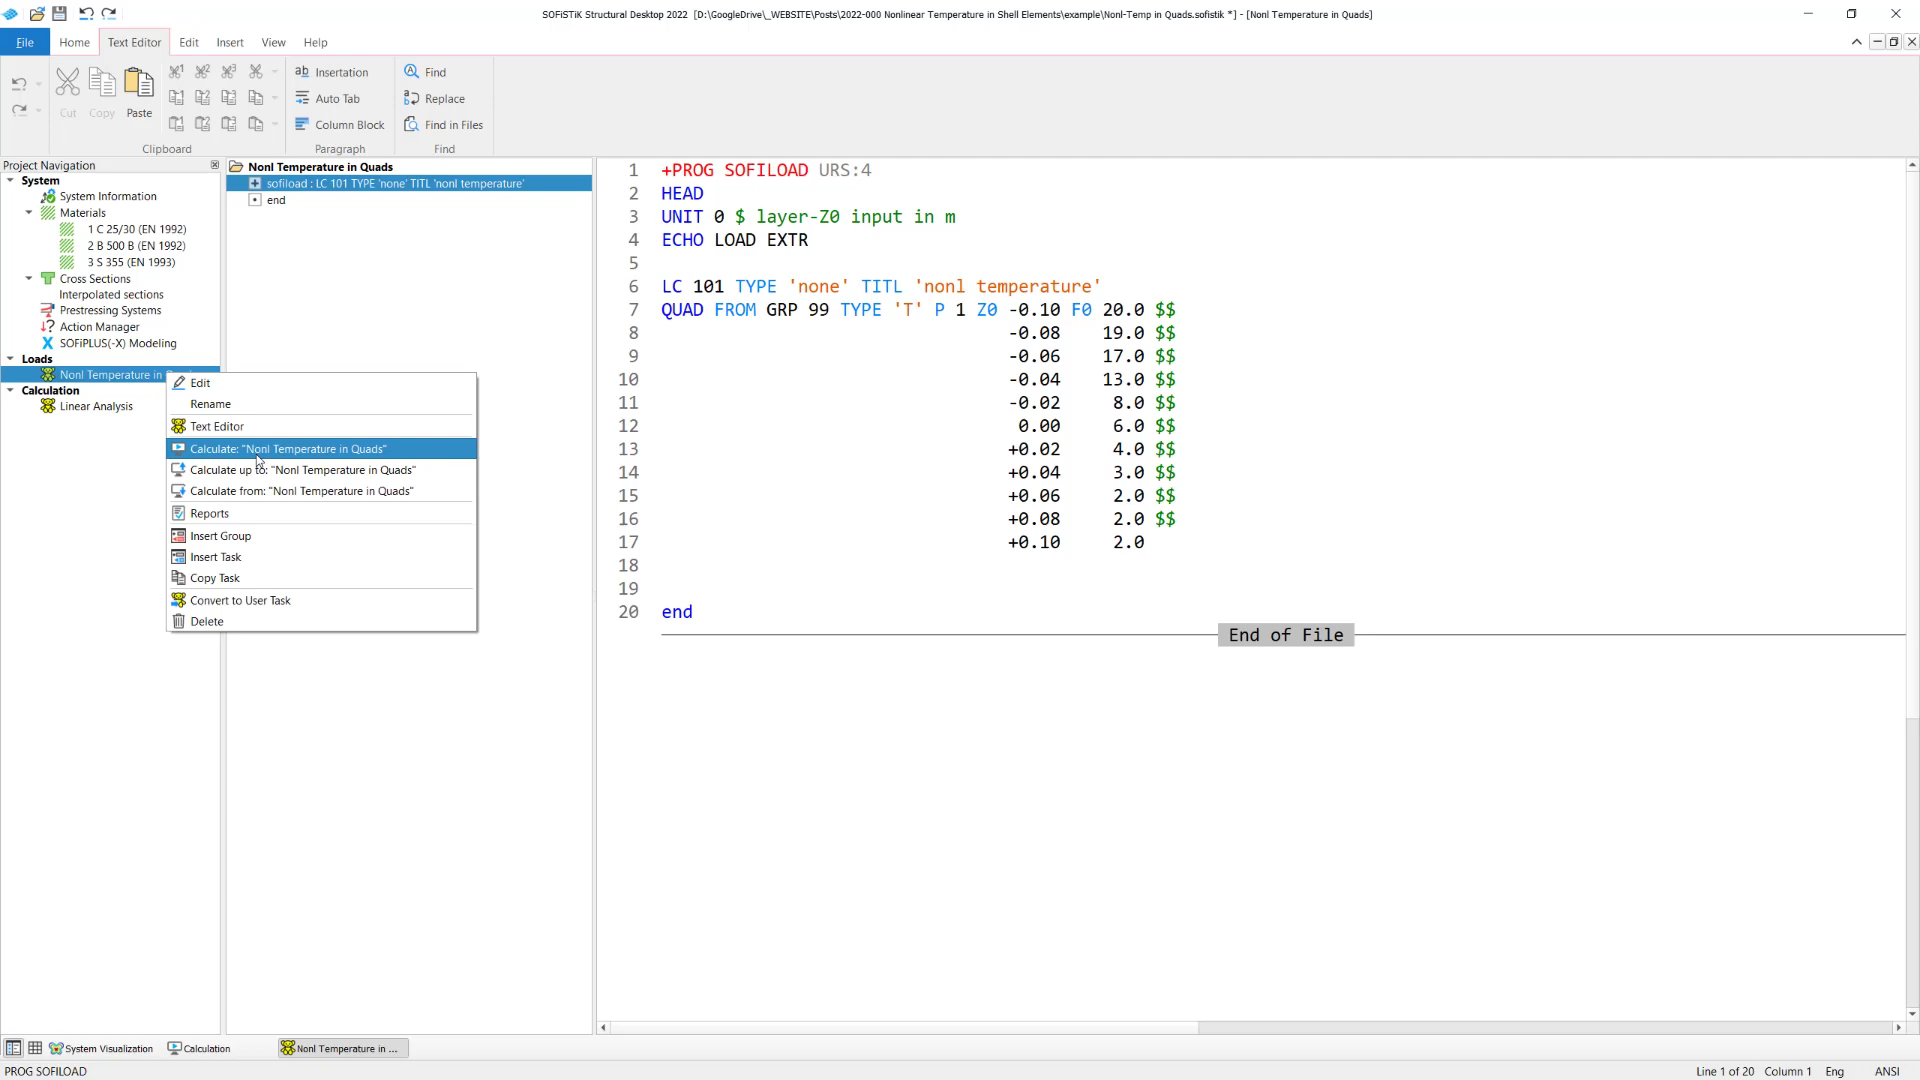 SOFiSTiK Structural Desktop 2022 [D:\GoogleDrive\_WEBSITE\Posts\2022-000 Nonlinear Temperature in Shell Elements\example\Nonl-Temp in Quads.sofistik *] - [Nonl Temperature in Quads]
File Home Text Editor Edit Insert View Help
Cut Copy Paste
Clipboard
Insertation
Auto Tab
Column Block
Paragraph
Find
Replace
Find in Files
Find
Project Navigation
System
System Information
Materials
1 C 25/30 (EN 1992)
2 B 500 B (EN 1992)
3 S 355 (EN 1993)
Cross Sections
Interpolated sections
Prestressing Systems
Action Manager
SOFiPLUS(-X) Modeling
Loads
Nonl Temperature in
Calculation
Linear Analysis
Edit
Rename
Text Editor
Calculate: "Nonl Temperature in Quads"
Calculate up to: "Nonl Temperature in Quads"
Calculate from: "Nonl Temperature in Quads"
Reports
Insert Group
Insert Task
Copy Task
Convert to User Task
Delete
Nonl Temperature in Quads
sofiload : LC 101 TYPE 'none' TITL 'nonl temperature'
end
1 +PROG SOFILOAD URS:4
2 HEAD
3 UNIT 0 $ layer-Z0 input in m
4 ECHO LOAD EXTR
5
6 LC 101 TYPE 'none' TITL 'nonl temperature'
7 QUAD FROM GRP 99 TYPE 'T' P 1 Z0 -0.10 F0 20.0 $$
8 -0.08 19.0 $$
9 -0.06 17.0 $$
10 -0.04 13.0 $$
11 -0.02 8.0 $$
12 0.00 6.0 $$
13 +0.02 4.0 $$
14 +0.04 3.0 $$
15 +0.06 2.0 $$
16 +0.08 2.0 $$
17 +0.10 2.0
18
19
20 end
End of File
System Visualization Calculation Nonl Temperature in ...
PROG SOFILOAD Line 1 of 20 Column 1 Eng ANSI